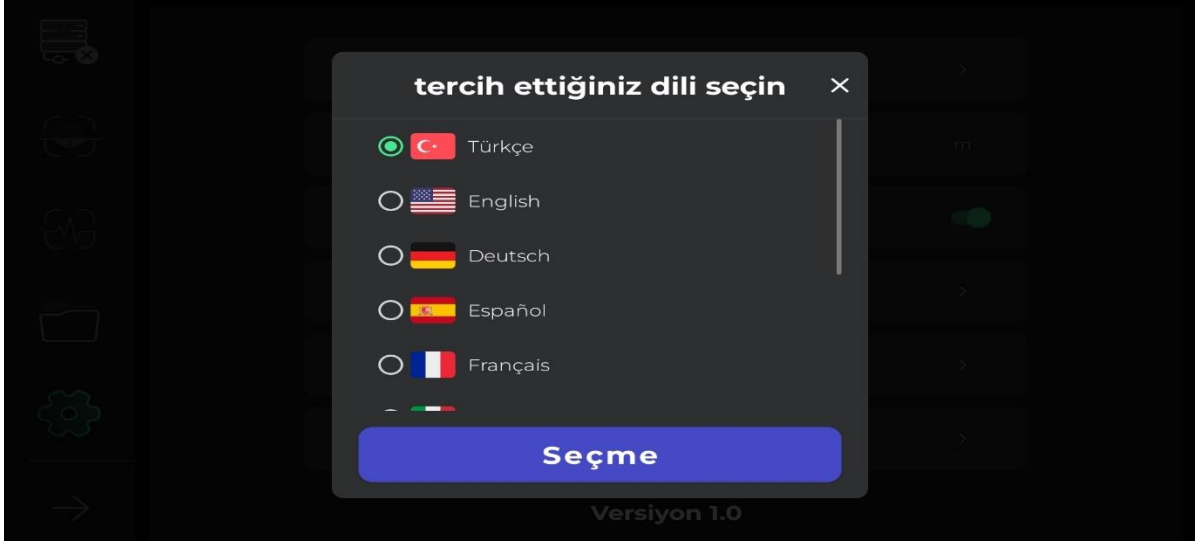 tercih ettiğiniz dili seçin
Türkçe
English
m
Deutsch
Español
Français
Seçme
Versiyon 1.0